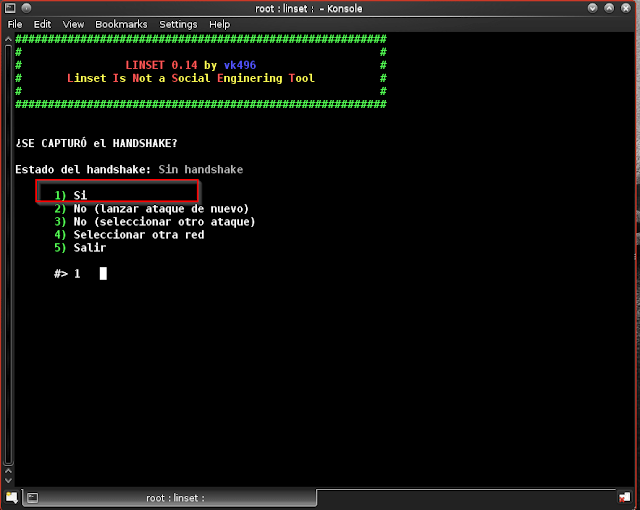 root : linset : - Konsole
File Edit View Bookmarks Settings Help
#########################################################
# #
# LINSET 0.14 by vk496 #
# Linset Is Not a Social Enginering Tool #
# #
#########################################################
¿SE CAPTURÓ el HANDSHAKE?
Estado del handshake: Sin handshake
1) Si
2) No (lanzar ataque de nuevo)
3) No (seleccionar otro ataque)
4) Seleccionar otra red
5) Salir
#> 1
root : linset :